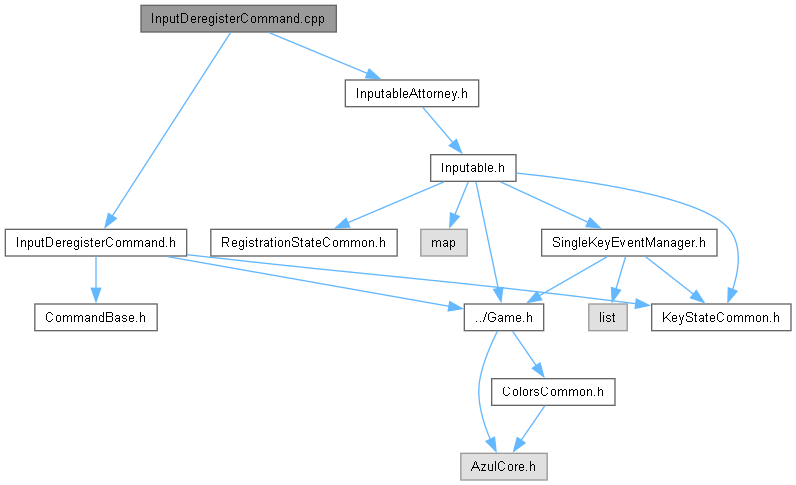 InputDeregisterCommand.cpp
InputableAttorney.h
Inputable.h
InputDeregisterCommand.h
RegistrationStateCommon.h
map
SingleKeyEventManager.h
CommandBase.h
../Game.h
list
KeyStateCommon.h
ColorsCommon.h
AzulCore.h